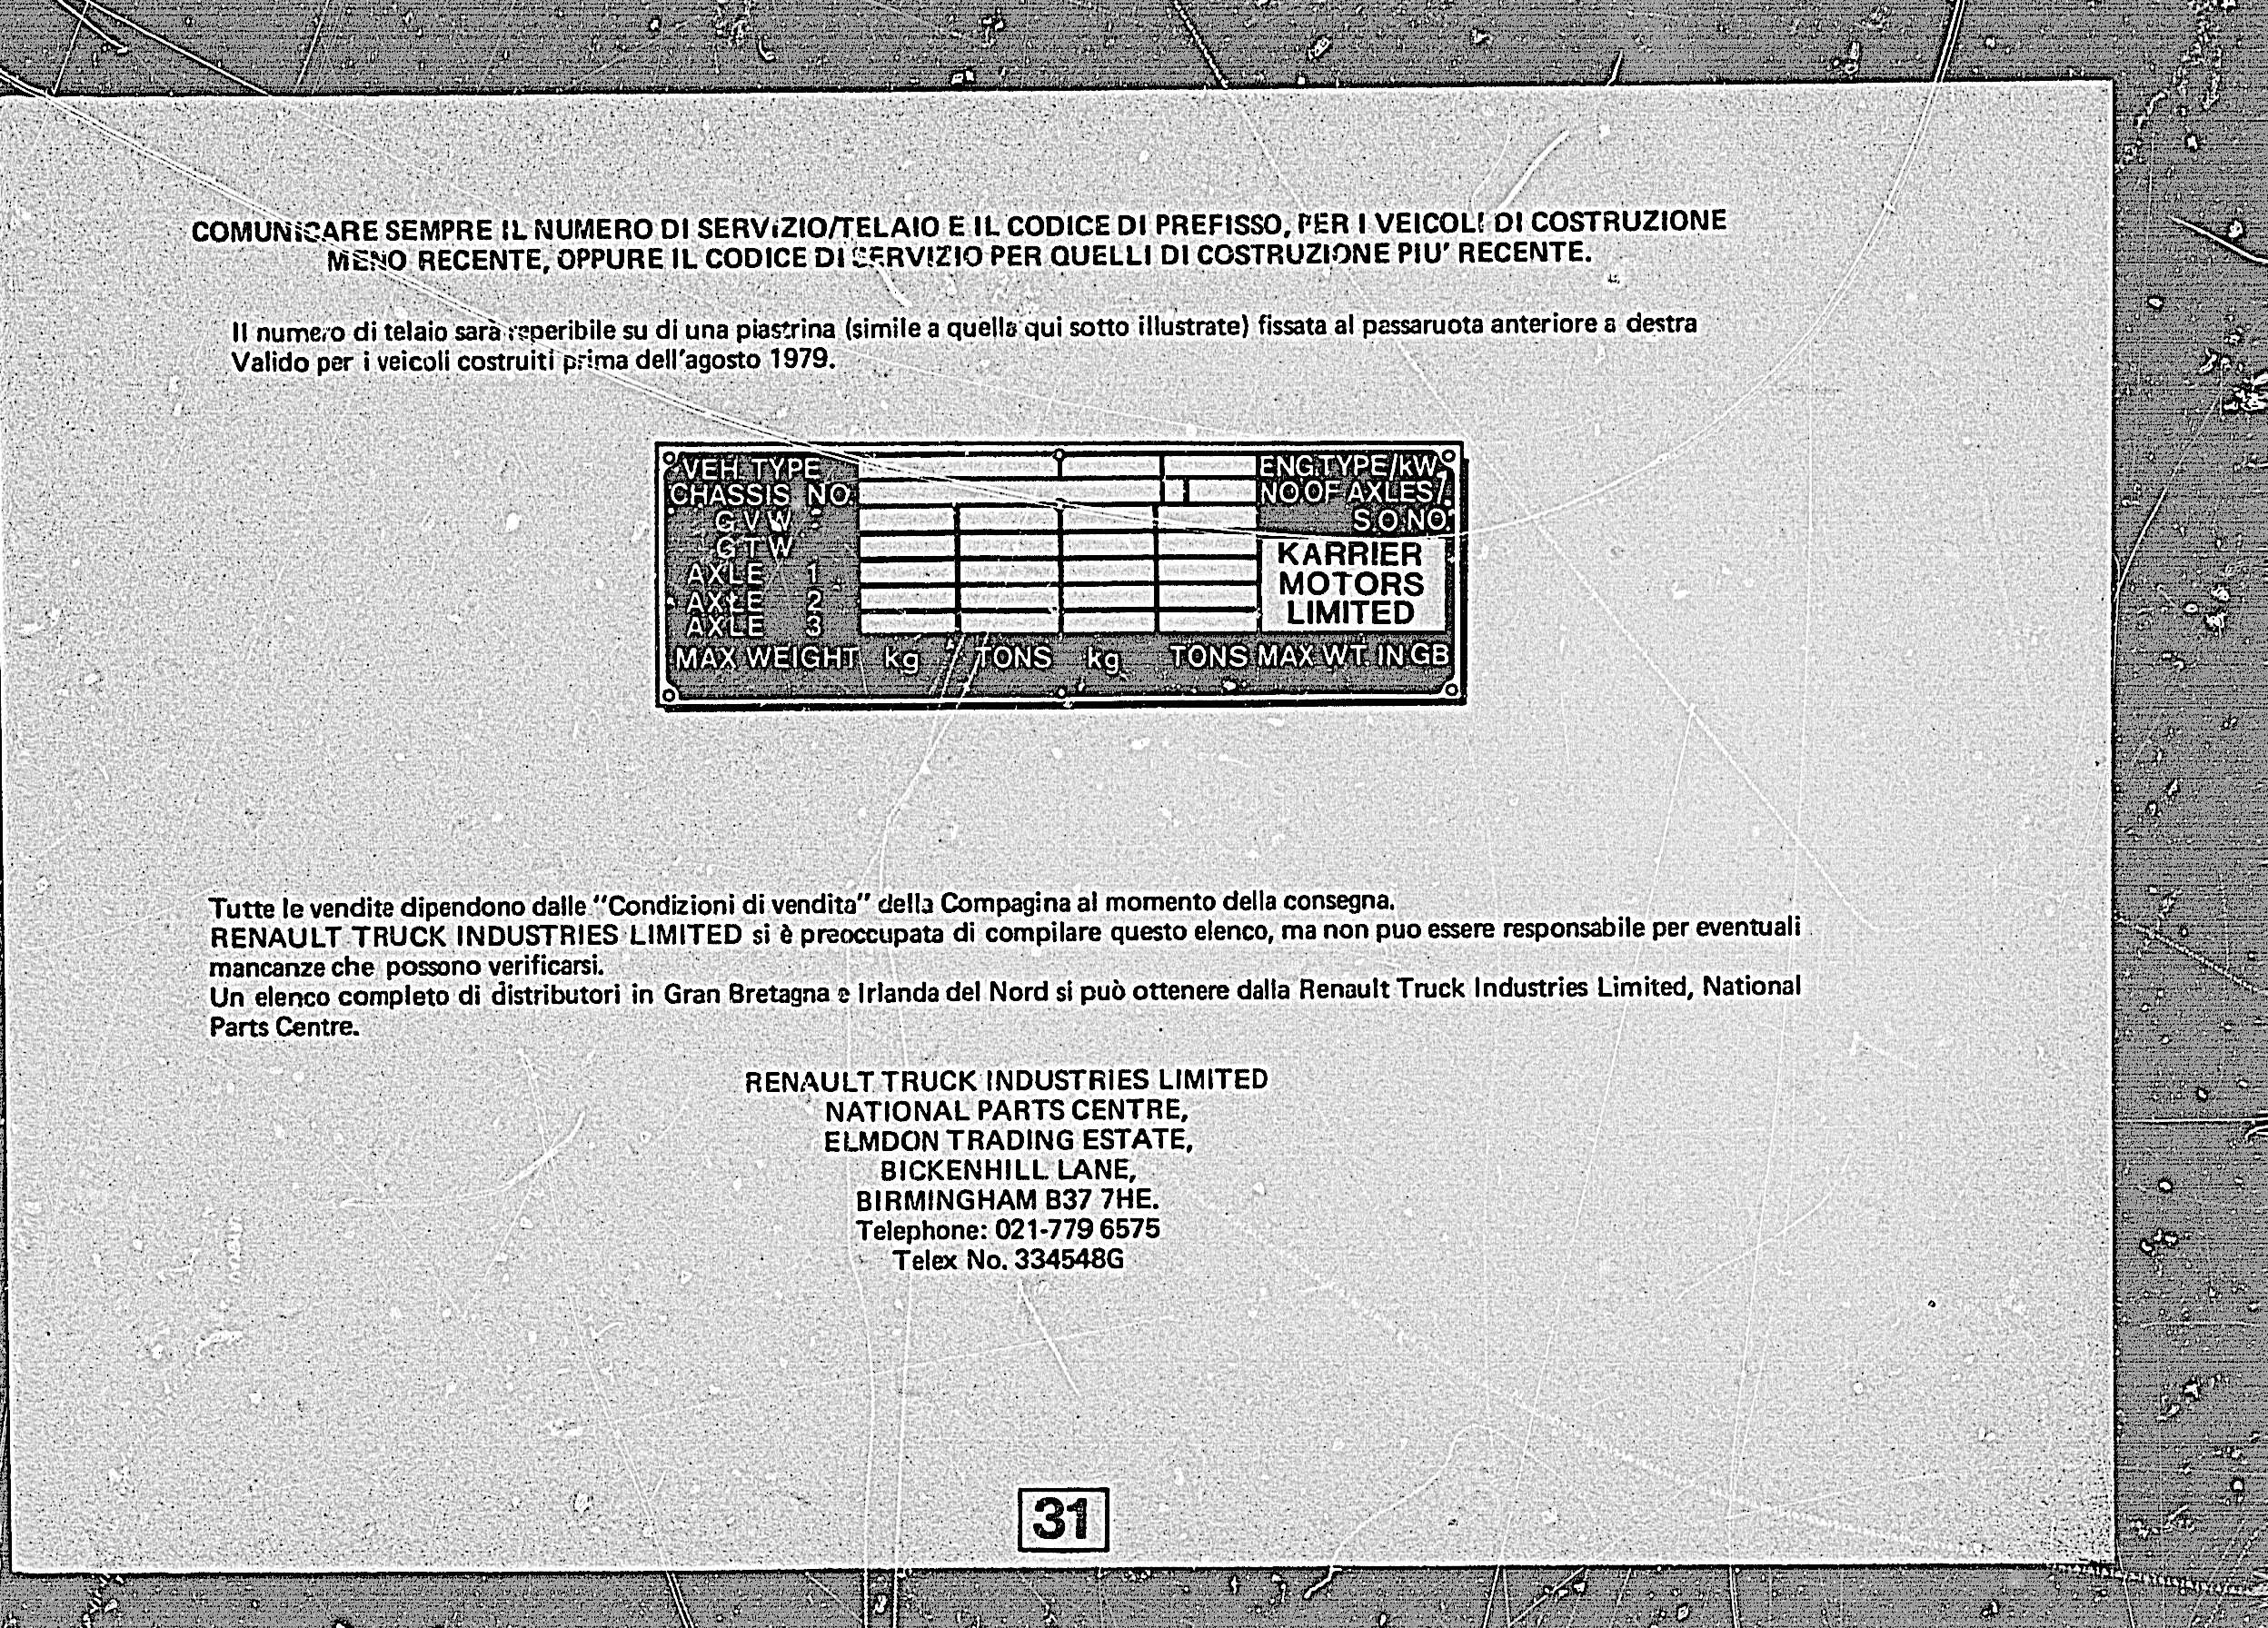 COMUNICARE SEMPRE IL NUMERO DI SERVIZIO/TELAIO E IL CODICE DI PREFISSO, PER I VEICOLI DI COSTRUZIONE
MENO RECENTE, OPPURE IL CODICE DI SERVIZIO PER QUELLI DI COSTRUZIONE PIU' RECENTE.
Il numero di telaio sara reperibile su di una piastrina (simile a quella qui sotto illustrate) fissata al passaruota anteriore a destra
Valido per i veicoli costruiti prima dell'agosto 1979.
VEH TYPE ENG.TYPE/kW
CHASSIS NO. NO OF AXLES/
G V W S.O.NO.
G T W
AXLE 1
AXLE 2
AXLE 3
KARRIER
MOTORS
LIMITED
MAX WEIGHT kg TONS kg TONS MAX WT. IN GB
Tutte le vendite dipendono dalle "Condizioni di vendita" della Compagina al momento della consegna.
RENAULT TRUCK INDUSTRIES LIMITED si è preoccupata di compilare questo elenco, ma non puo essere responsabile per eventuali
mancanze che possono verificarsi.
Un elenco completo di distributori in Gran Bretagna e Irlanda del Nord si può ottenere dalla Renault Truck Industries Limited, National
Parts Centre.
RENAULT TRUCK INDUSTRIES LIMITED
NATIONAL PARTS CENTRE,
ELMDON TRADING ESTATE,
BICKENHILL LANE,
BIRMINGHAM B37 7HE.
Telephone: 021-779 6575
Telex No. 334548G
31